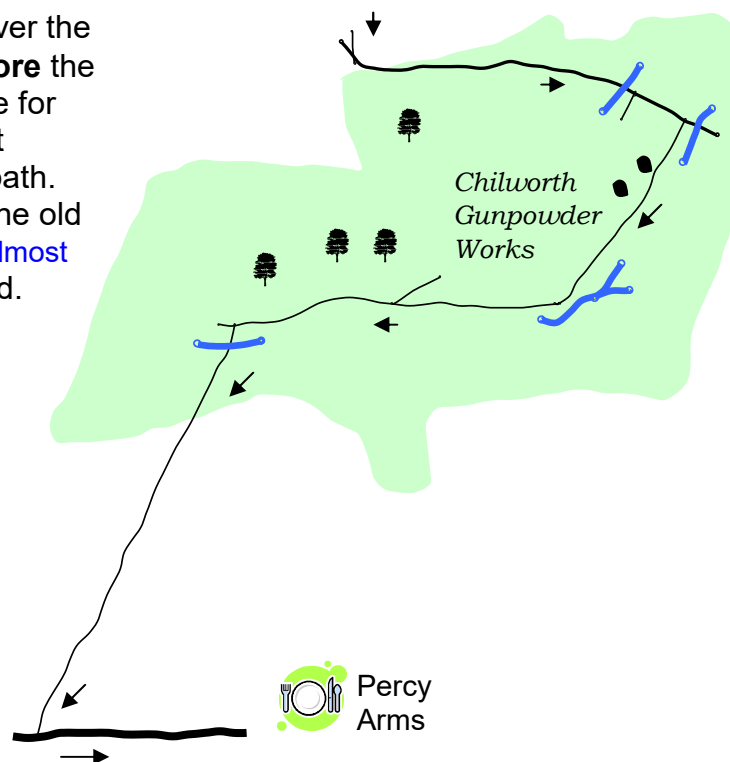 ver the
ore the
e for
t
path.
he old
lmost
d.
Chilworth
Gunpowder
Works
Percy
Arms